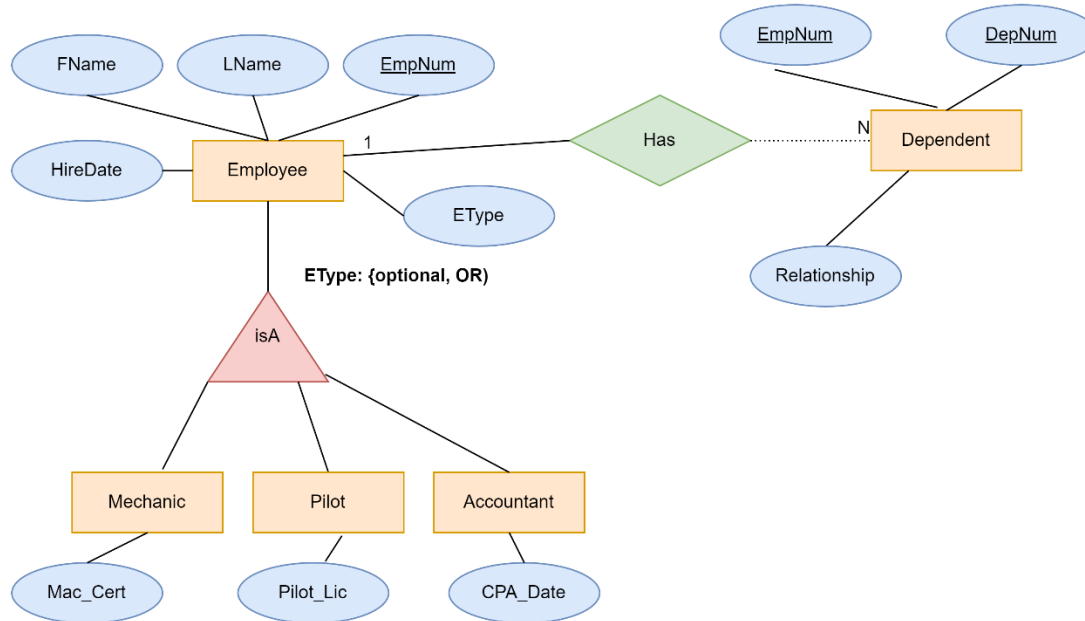 EmpNum
DepNum
FName
LName
EmpNum
1
N
Has
Dependent
HireDate
Employee
EType
Relationship
EType: {optional, OR)
isA
Mechanic
Pilot
Accountant
Mac_Cert
Pilot_Lic
CPA_Date